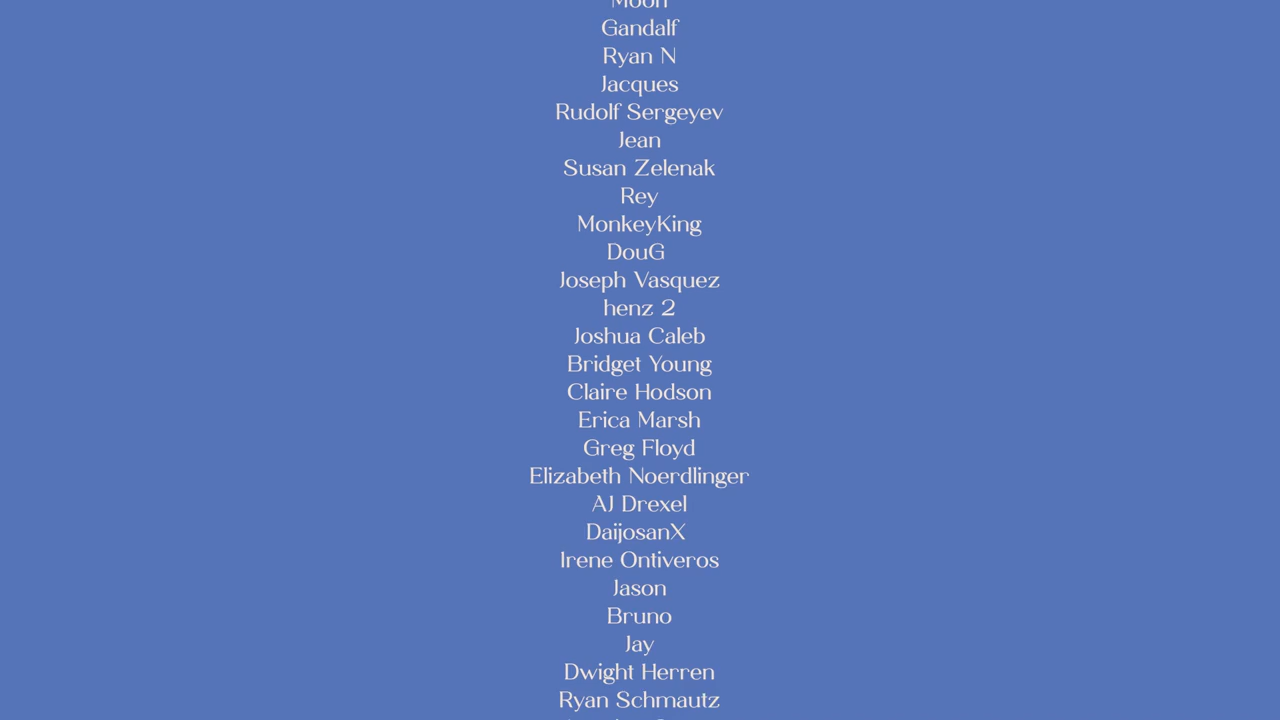 Moon
Gandalf
Ryan N
Jacques
Rudolf Sergeyev
Jean
Susan Zelenak
Rey
MonkeyKing
DouG
Joseph Vasquez
henz 2
Joshua Caleb
Bridget Young
Claire Hodson
Erica Marsh
Greg Floyd
Elizabeth Noerdlinger
AJ Drexel
DaijosanX
Irene Ontiveros
Jason
Bruno
Jay
Dwight Herren
Ryan Schmautz